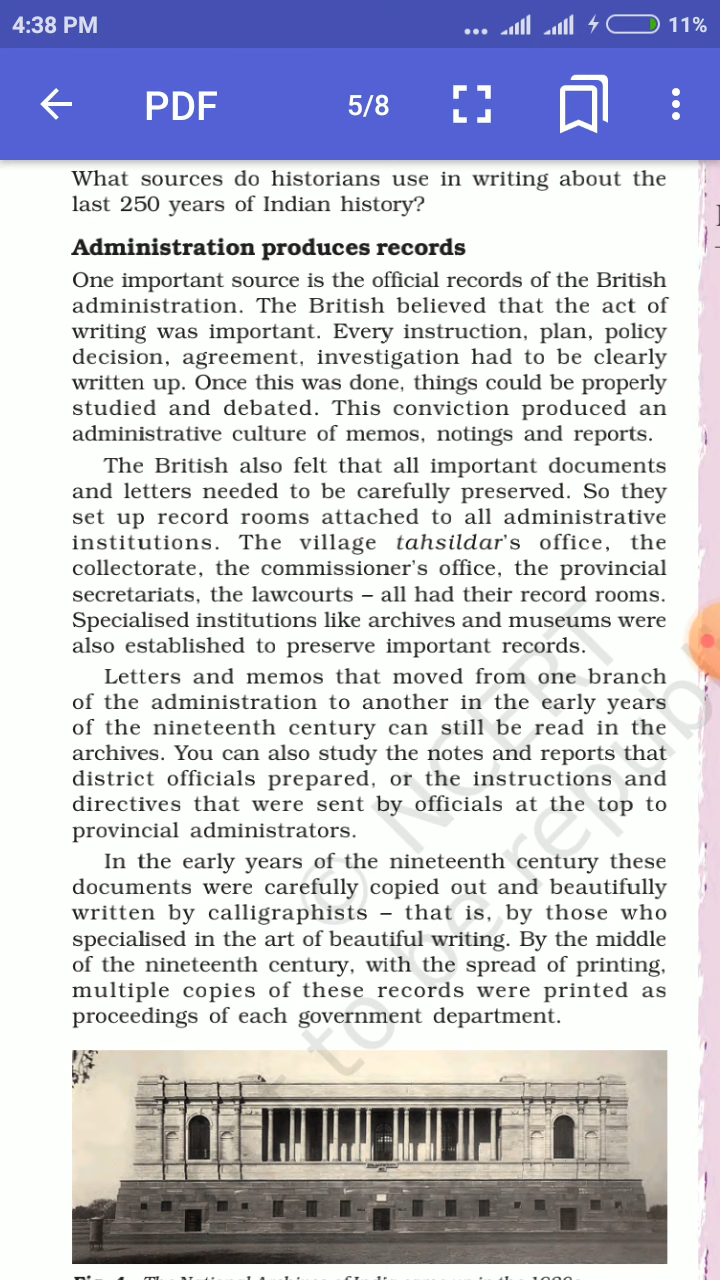 4:38 PM
11%
PDF
5/8
What sources do historians use in writing about the
last 250 years of Indian history?
Administration produces records
One important source is the official records of the British
administration. The British believed that the act of
writing was important. Every instruction, plan, policy
decision, agreement, investigation had to be clearly
written up. Once this was done, things could be properly
studied and debated. This conviction produced an
administrative culture of memos, notings and reports.
The British also felt that all important documents
and letters needed to be carefully preserved. So they
set up record rooms attached to all administrative
institutions. The village tahsildar's office, the
collectorate, the commissioner's office, the provincial
secretariats, the lawcourts – all had their record rooms.
Specialised institutions like archives and museums were
also established to preserve important records.
Letters and memos that moved from one branch
of the administration to another in the early years
of the nineteenth century can still be read in the
archives. You can also study the notes and reports that
district officials prepared, or the instructions and
directives that were sent by officials at the top to
provincial administrators.
In the early years of the nineteenth century these
documents were carefully copied out and beautifully
written by calligraphists – that is, by those who
specialised in the art of beautiful writing. By the middle
of the nineteenth century, with the spread of printing,
multiple copies of these records were printed as
proceedings of each government department.
© NCERT
to be repub